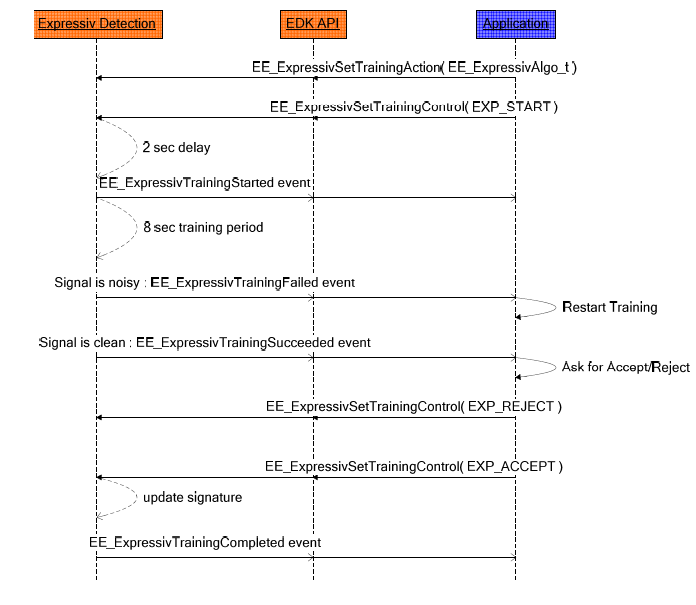 Expressiv Detection EDK API Application
EE_ExpressivSetTrainingAction( EE_ExpressivAlgo_t )
EE_ExpressivSetTrainingControl( EXP_START )
2 sec delay
EE_ExpressivTrainingStarted event
8 sec training period
Signal is noisy : EE_ExpressivTrainingFailed event
Restart Training
Signal is clean : EE_ExpressivTrainingSucceeded event
Ask for Accept/Reject
EE_ExpressivSetTrainingControl( EXP_REJECT )
EE_ExpressivSetTrainingControl( EXP_ACCEPT )
update signature
EE_ExpressivTrainingCompleted event